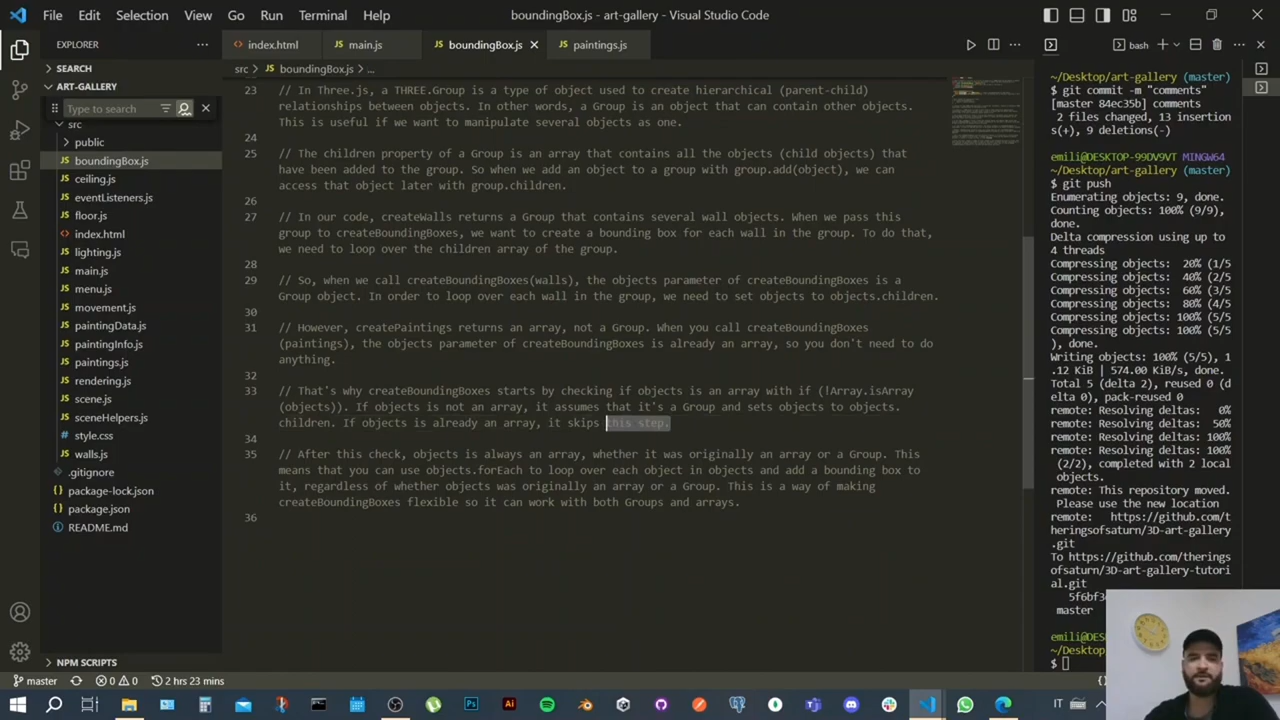 File Edit Selection View Go Run Terminal Help
boundingBox.js - art-gallery - Visual Studio Code
EXPLORER
SEARCH
ART-GALLERY
Type to search
src
public
boundingBox.js
ceiling.js
eventListeners.js
floor.js
index.html
lighting.js
main.js
menu.js
movement.js
paintingData.js
paintingInfo.js
paintings.js
rendering.js
scene.js
sceneHelpers.js
style.css
walls.js
.gitignore
package-lock.json
package.json
README.md
NPM SCRIPTS
index.html main.js boundingBox.js paintings.js
src > boundingBox.js > ...
23 // In Three.js, a THREE.Group is a type of object used to create hierarchical (parent-child)
relationships between objects. In other words, a Group is an object that can contain other objects.
This is useful if we want to manipulate several objects as one.
24
25 // The children property of a Group is an array that contains all the objects (child objects) that
have been added to the group. So when we add an object to a group with group.add(object), we can
access that object later with group.children.
26
27 // In our code, createWalls returns a Group that contains several wall objects. When we pass this
group to createBoundingBoxes, we want to create a bounding box for each wall in the group. To do that,
we need to loop over the children array of the group.
28
29 // So, when we call createBoundingBoxes(walls), the objects parameter of createBoundingBoxes is a
Group object. In order to loop over each wall in the group, we need to set objects to objects.children.
30
31 // However, createPaintings returns an array, not a Group. When you call createBoundingBoxes
(paintings), the objects parameter of createBoundingBoxes is already an array, so you don't need to do
anything.
32
33 // That's why createBoundingBoxes starts by checking if objects is an array with if (!Array.isArray
(objects)). If objects is not an array, it assumes that it's a Group and sets objects to objects.
children. If objects is already an array, it skips this step.
34
35 // After this check, objects is always an array, whether it was originally an array or a Group. This
means that you can use objects.forEach to loop over each object in objects and add a bounding box to
it, regardless of whether objects was originally an array or a Group. This is a way of making
createBoundingBoxes flexible so it can work with both Groups and arrays.
36
bash
~/Desktop/art-gallery (master)
$ git commit -m "comments"
[master 84ec35b] comments
2 files changed, 13 insertion
s(+), 9 deletions(-)
emili@DESKTOP-99DV9VT MINGW64
~/Desktop/art-gallery (master)
$ git push
Enumerating objects: 9, done.
Counting objects: 100% (9/9),
done.
Delta compression using up to
4 threads
Compressing objects: 20% (1/5
Compressing objects: 40% (2/5
Compressing objects: 60% (3/5
Compressing objects: 80% (4/5
Compressing objects: 100% (5/5
), done.
Writing objects: 100% (5/5), 1
.12 KiB | 574.00 KiB/s, done.
Total 5 (delta 2), reused 0 (d
elta 0), pack-reused 0
remote: Resolving deltas: 0%
remote: Resolving deltas: 50%
remote: Resolving deltas: 100%
(2/2), completed with 2 local
objects.
remote: This repository moved.
Please use the new location
remote: https://github.com/t
heringsofsaturn/3D-art-gallery
.git
To https://github.com/thering
sofsaturn/3D-art-gallery-tutori
al.git
5f6bf3
master
emili@DES
~/Desktop
$
master 0 0 2 hrs 23 mins
IT